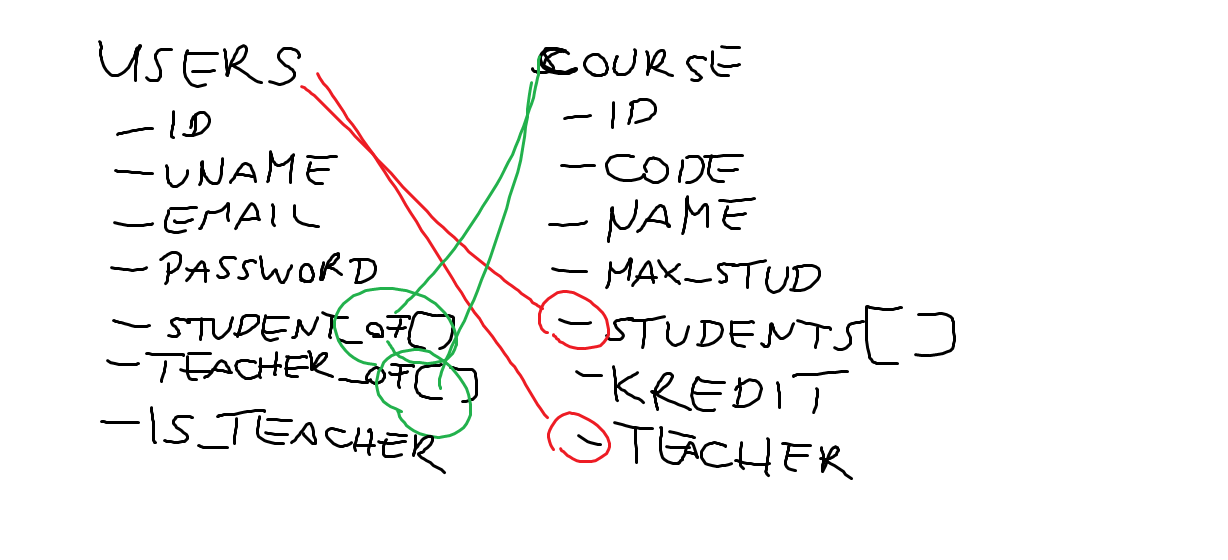 USERS
- ID
- UNAME
- EMAIL
- PASSWORD
- STUDENT_OF[]
- TEACHER_OF[]
- IS_TEACHER
COURSE
- ID
- CODE
- NAME
- MAX_STUD
- STUDENTS[]
- KREDIT
- TEACHER